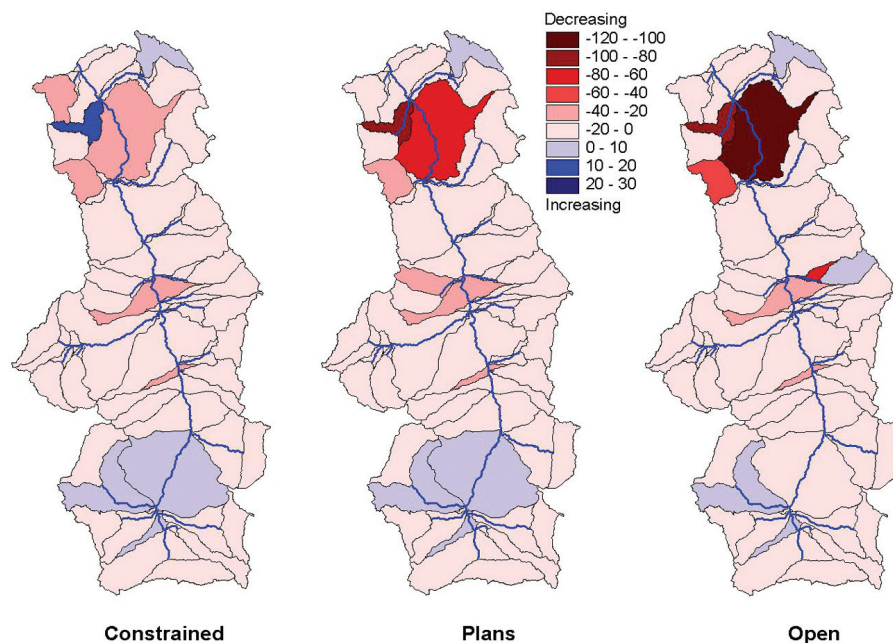 Decreasing
-120 - -100
-100 - -80
-80 - -60
-60 - -40
-40 - -20
-20 - 0
0 - 10
10 - 20
20 - 30
Increasing
Constrained
Plans
Open